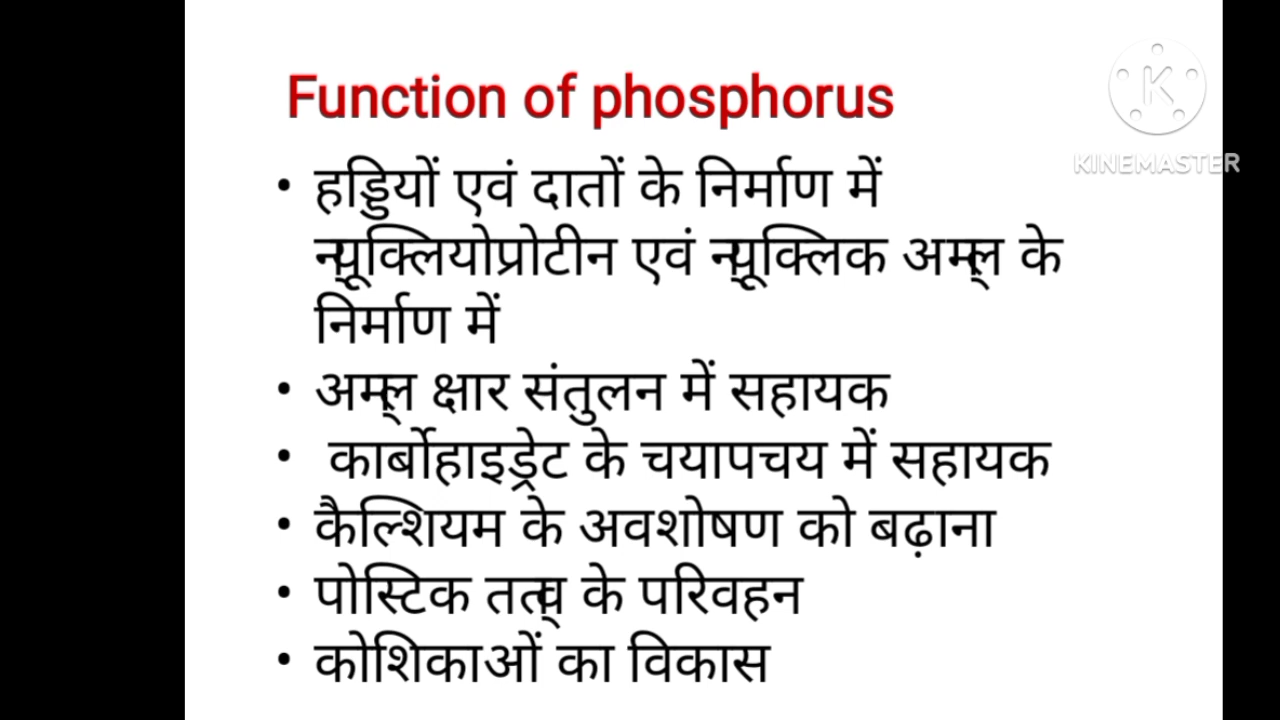 Function of phosphorus
KINEMASTER
• हड्डियों एवं दातों के निर्माण में
न्यूक्लियोप्रोटीन एवं न्यूक्लिक अम्ल के
निर्माण में
• अम्ल क्षार संतुलन में सहायक
• कार्बोहाइड्रेट के चयापचय में सहायक
• कैल्शियम के अवशोषण को बढ़ाना
• पोस्टिक तत्व के परिवहन
• कोशिकाओं का विकास